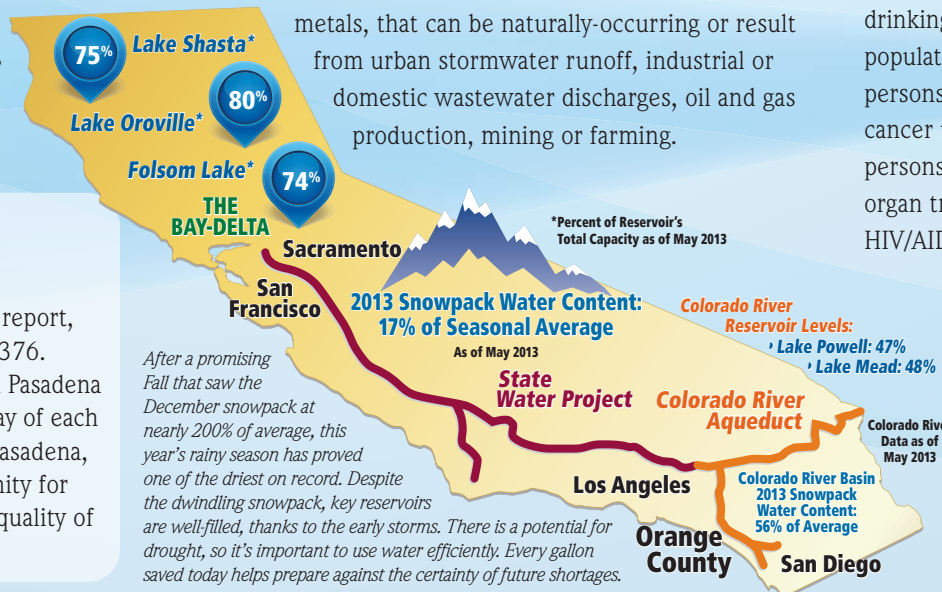 metals, that can be naturally-occurring or result
from urban stormwater runoff, industrial or
domestic wastewater discharges, oil and gas
production, mining or farming.
drinking
populat
persons
cancer
persons
organ tr
HIV/AID
report,
376.
Pasadena
ay of each
asadena,
nity for
quality of
75%
Lake Shasta*
80%
Lake Oroville*
Folsom Lake*
74%
THE
BAY-DELTA
Sacramento
San
Francisco
*Percent of Reservoir's
Total Capacity as of May 2013
2013 Snowpack Water Content:
17% of Seasonal Average
As of May 2013
Colorado River
Reservoir Levels:
Lake Powell: 47%
Lake Mead: 48%
After a promising
Fall that saw the
December snowpack at
nearly 200% of average, this
year's rainy season has proved
one of the driest on record. Despite
the dwindling snowpack, key reservoirs
are well-filled, thanks to the early storms. There is a potential for
drought, so it's important to use water efficiently. Every gallon
saved today helps prepare against the certainty of future shortages.
State
Water Project
Colorado River
Aqueduct
Colorado Rive
Data as of
May 2013
Los Angeles
Colorado River Basin
2013 Snowpack
Water Content:
56% of Average
Orange
County
San Diego